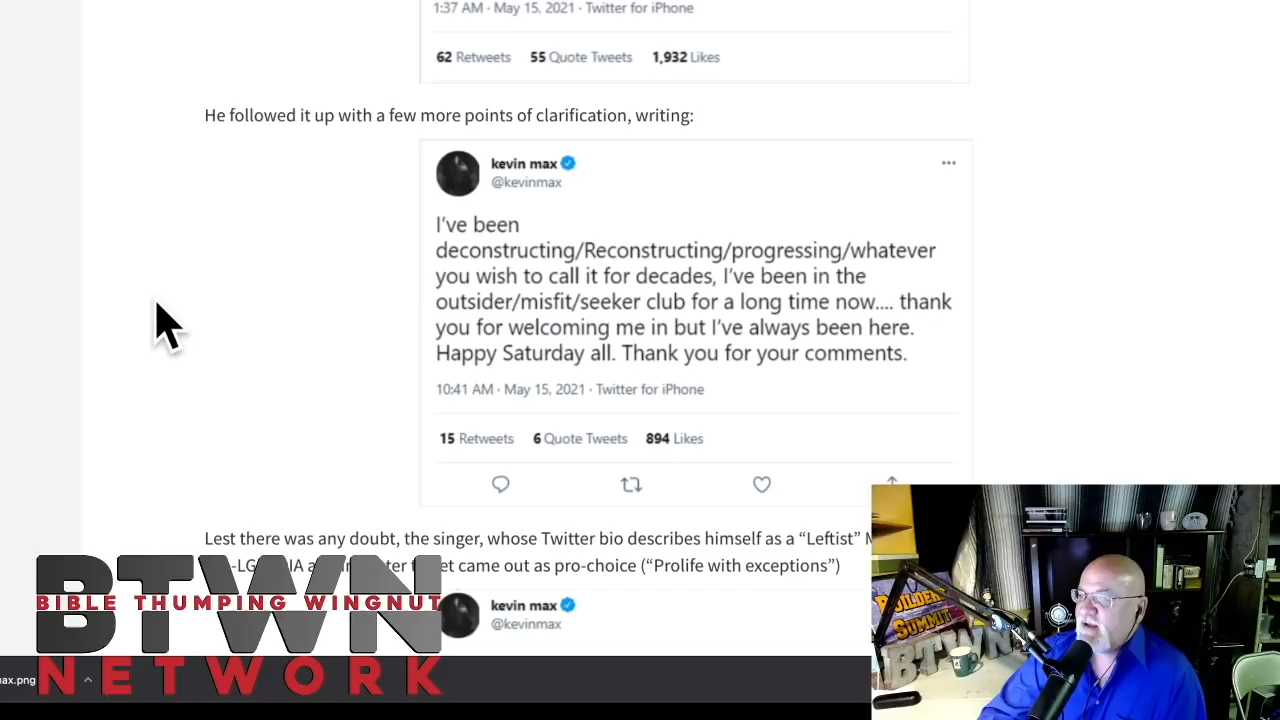 1:37 AM · May 15, 2021 · Twitter for iPhone
62 Retweets 55 Quote Tweets 1,932 Likes
He followed it up with a few more points of clarification, writing:
kevin max
@kevinmax
I've been
deconstructing/Reconstructing/progressing/whatever
you wish to call it for decades, I've been in the
outsider/misfit/seeker club for a long time now.... thank
you for welcoming me in but I've always been here.
Happy Saturday all. Thank you for your comments.
10:41 AM · May 15, 2021 · Twitter for iPhone
15 Retweets 6 Quote Tweets 894 Likes
Lest there was any doubt, the singer, whose Twitter bio describes himself as a “Leftist”
came out as pro-choice (“Prolife with exceptions”)
kevin max
@kevinmax
BTWN
BIBLE THUMPING WINGNUT
NETWORK
max.png
BUILDER
SUMMIT
BTWN